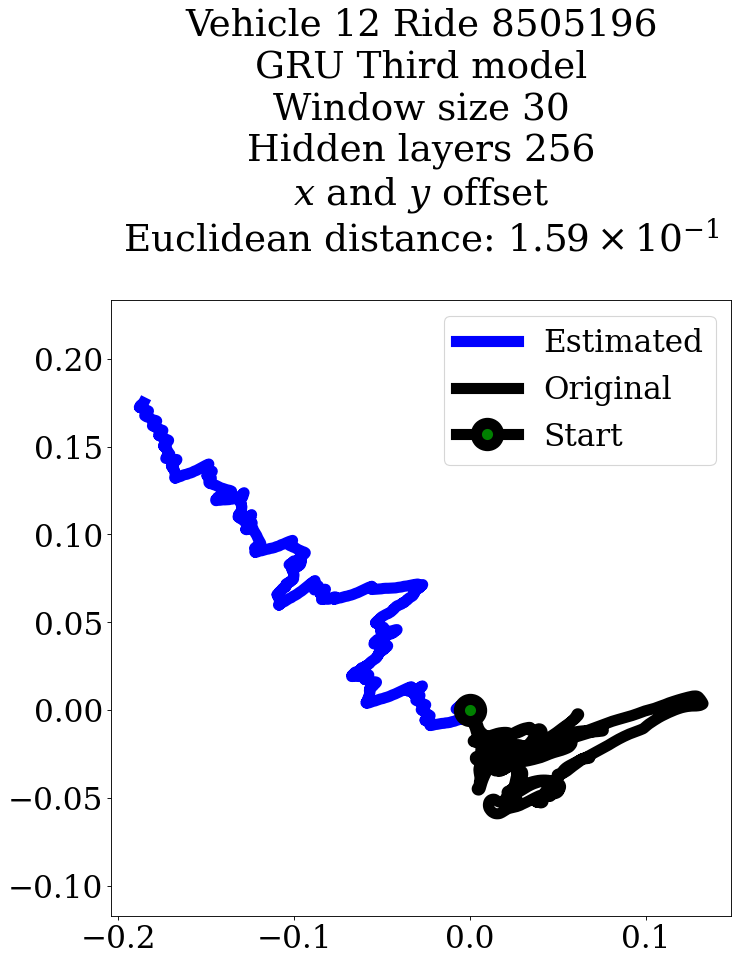 Vehicle 12 Ride 8505196
GRU Third model
Window size 30
Hidden layers 256
x and y offset
Euclidean distance: 1.59 × 10⁻¹
Estimated
Original
Start
0.20
0.15
0.10
0.05
0.00
−0.05
−0.10
−0.2 −0.1 0.0 0.1